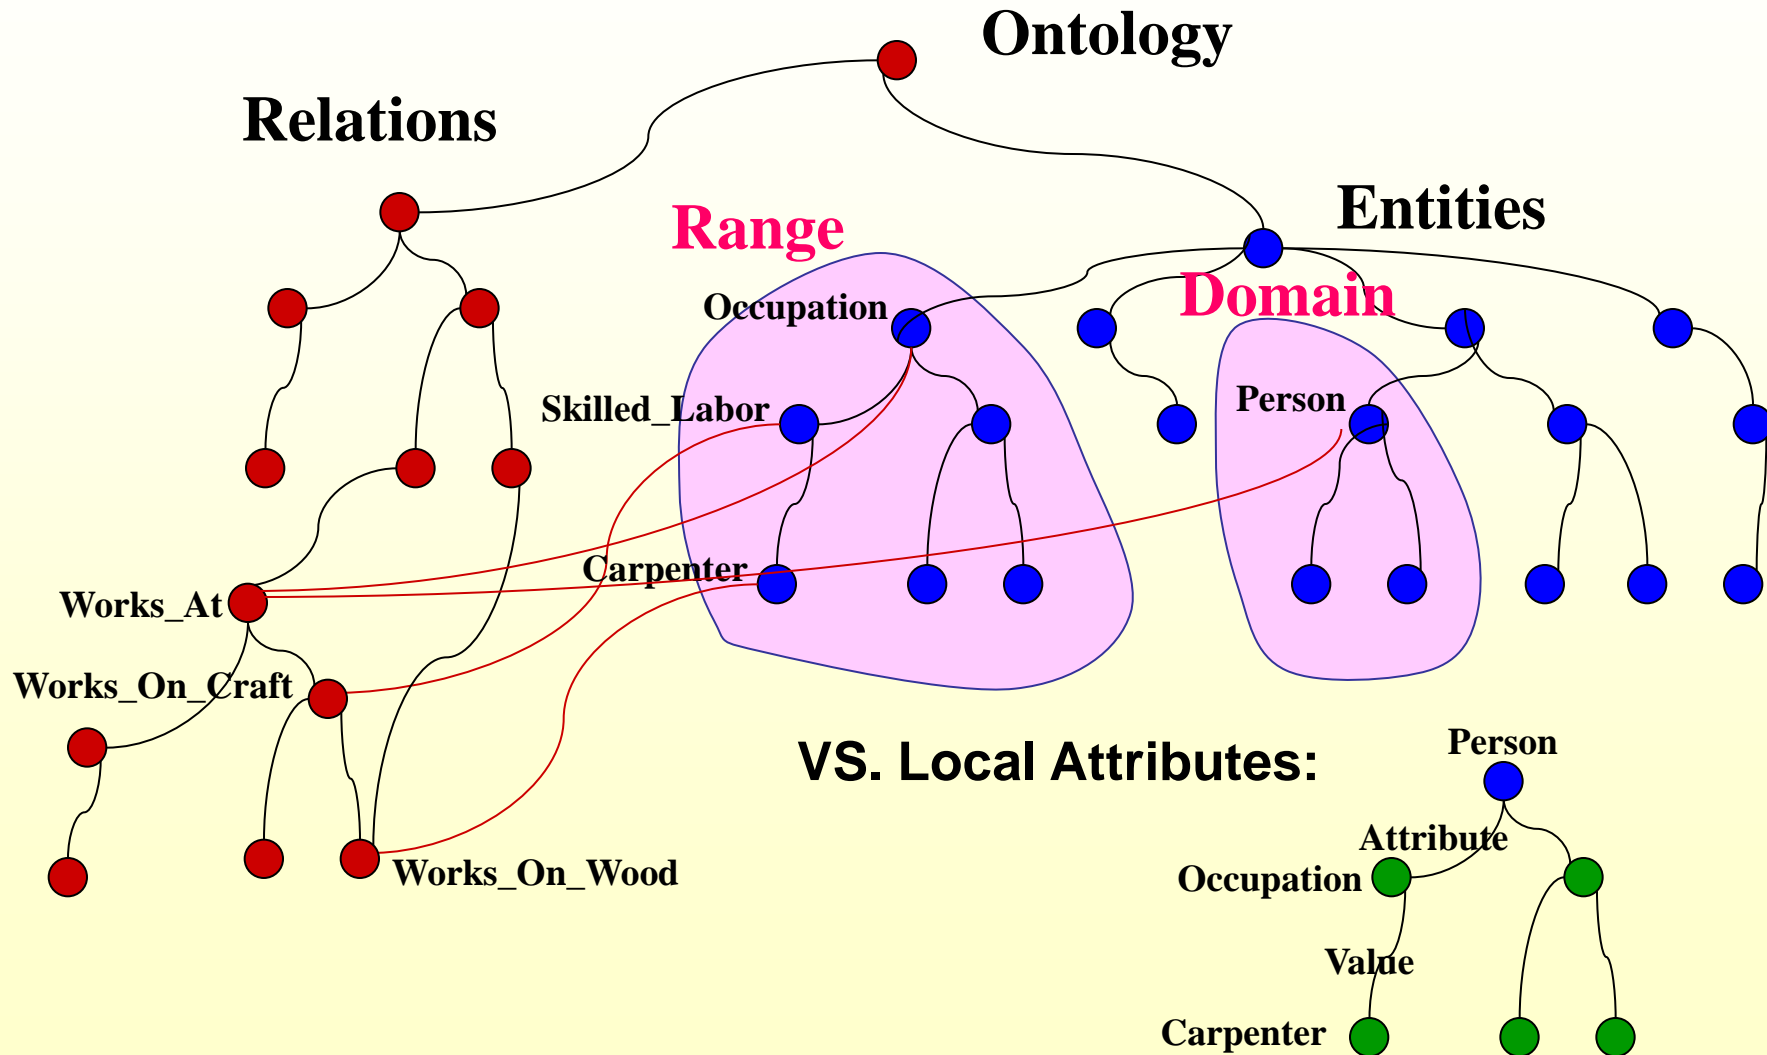 Ontology
Relations
Entities
Range
Domain
Occupation
Skilled_Labor
Person
Carpenter
Works_At
Works_On_Craft
Works_On_Wood
VS. Local Attributes:
Person
Attribute
Occupation
Value
Carpenter